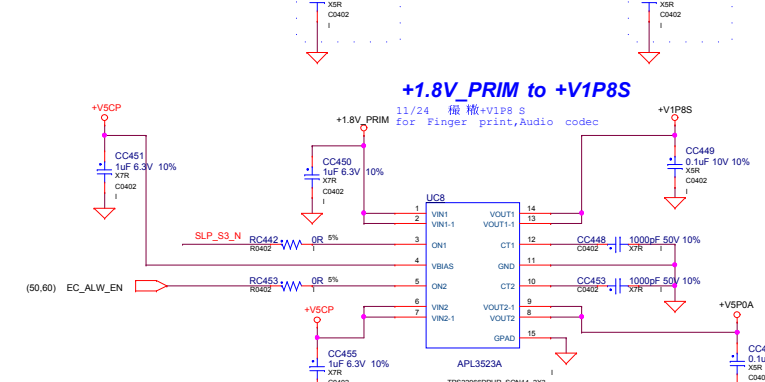 X5R
C0402
I
X5R
C0402
I
+1.8V_PRIM to +V1P8S
11/24 +V1P8 S
for Finger print,Audio codec
+V5CP
+1.8V_PRIM
+V1P8S
CC451
1uF 6.3V 10%
X7R
C0402
I
CC450
1uF 6.3V 10%
X7R
C0402
I
CC449
0.1uF 10V 10%
X5R
C0402
I
UC8
1 VIN1 VOUT1 14
2 VIN1-1 VOUT1-1 13
SLP_S3_N RC442 0R 5%
R0402 I
3 ON1 CT1 12
CC448 1000pF 50V 10%
C0402 X7R I
4 VBIAS GND 11
(50,60) EC_ALW_EN RC453 0R 5%
R0402 I
5 ON2 CT2 10
CC453 1000pF 50V 10%
C0402 X7R I
6 VIN2 VOUT2-1 9
7 VIN2-1 VOUT2 8
GPAD 15
+V5CP
+V5P0A
CC455
1uF 6.3V 10%
X7R
C0402
APL3523A
I
CC4
0.1u
X5R
C040